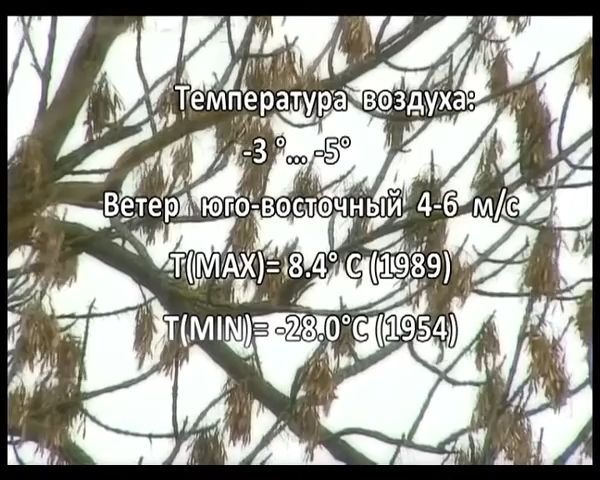 Температура воздуха:
-3 °... -5°
Ветер юго-восточный 4-6 м/с
T(MAX)= 8.4° C (1989)
T(MIN)= -28.0°C (1954)